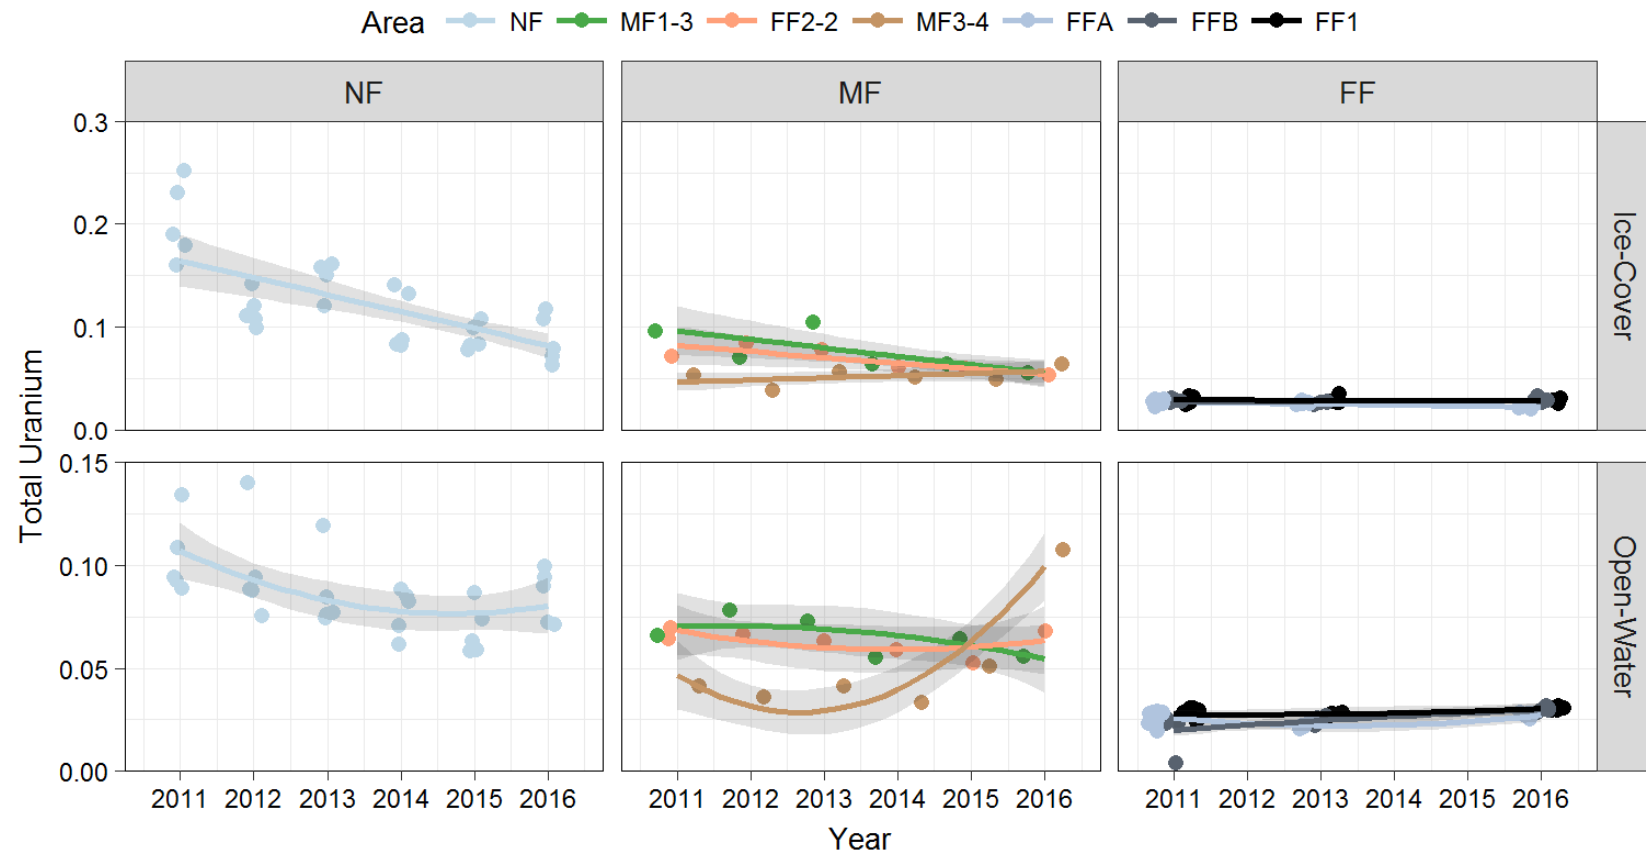 Area NF MF1-3 FF2-2 MF3-4 FFA FFB FF1
NF MF FF
0.3
0.2
0.1
0.0
Ice-Cover
Total Uranium
0.15
0.10
0.05
0.00
Open-Water
2011 2012 2013 2014 2015 2016 2011 2012 2013 2014 2015 2016 2011 2012 2013 2014 2015 2016
Year